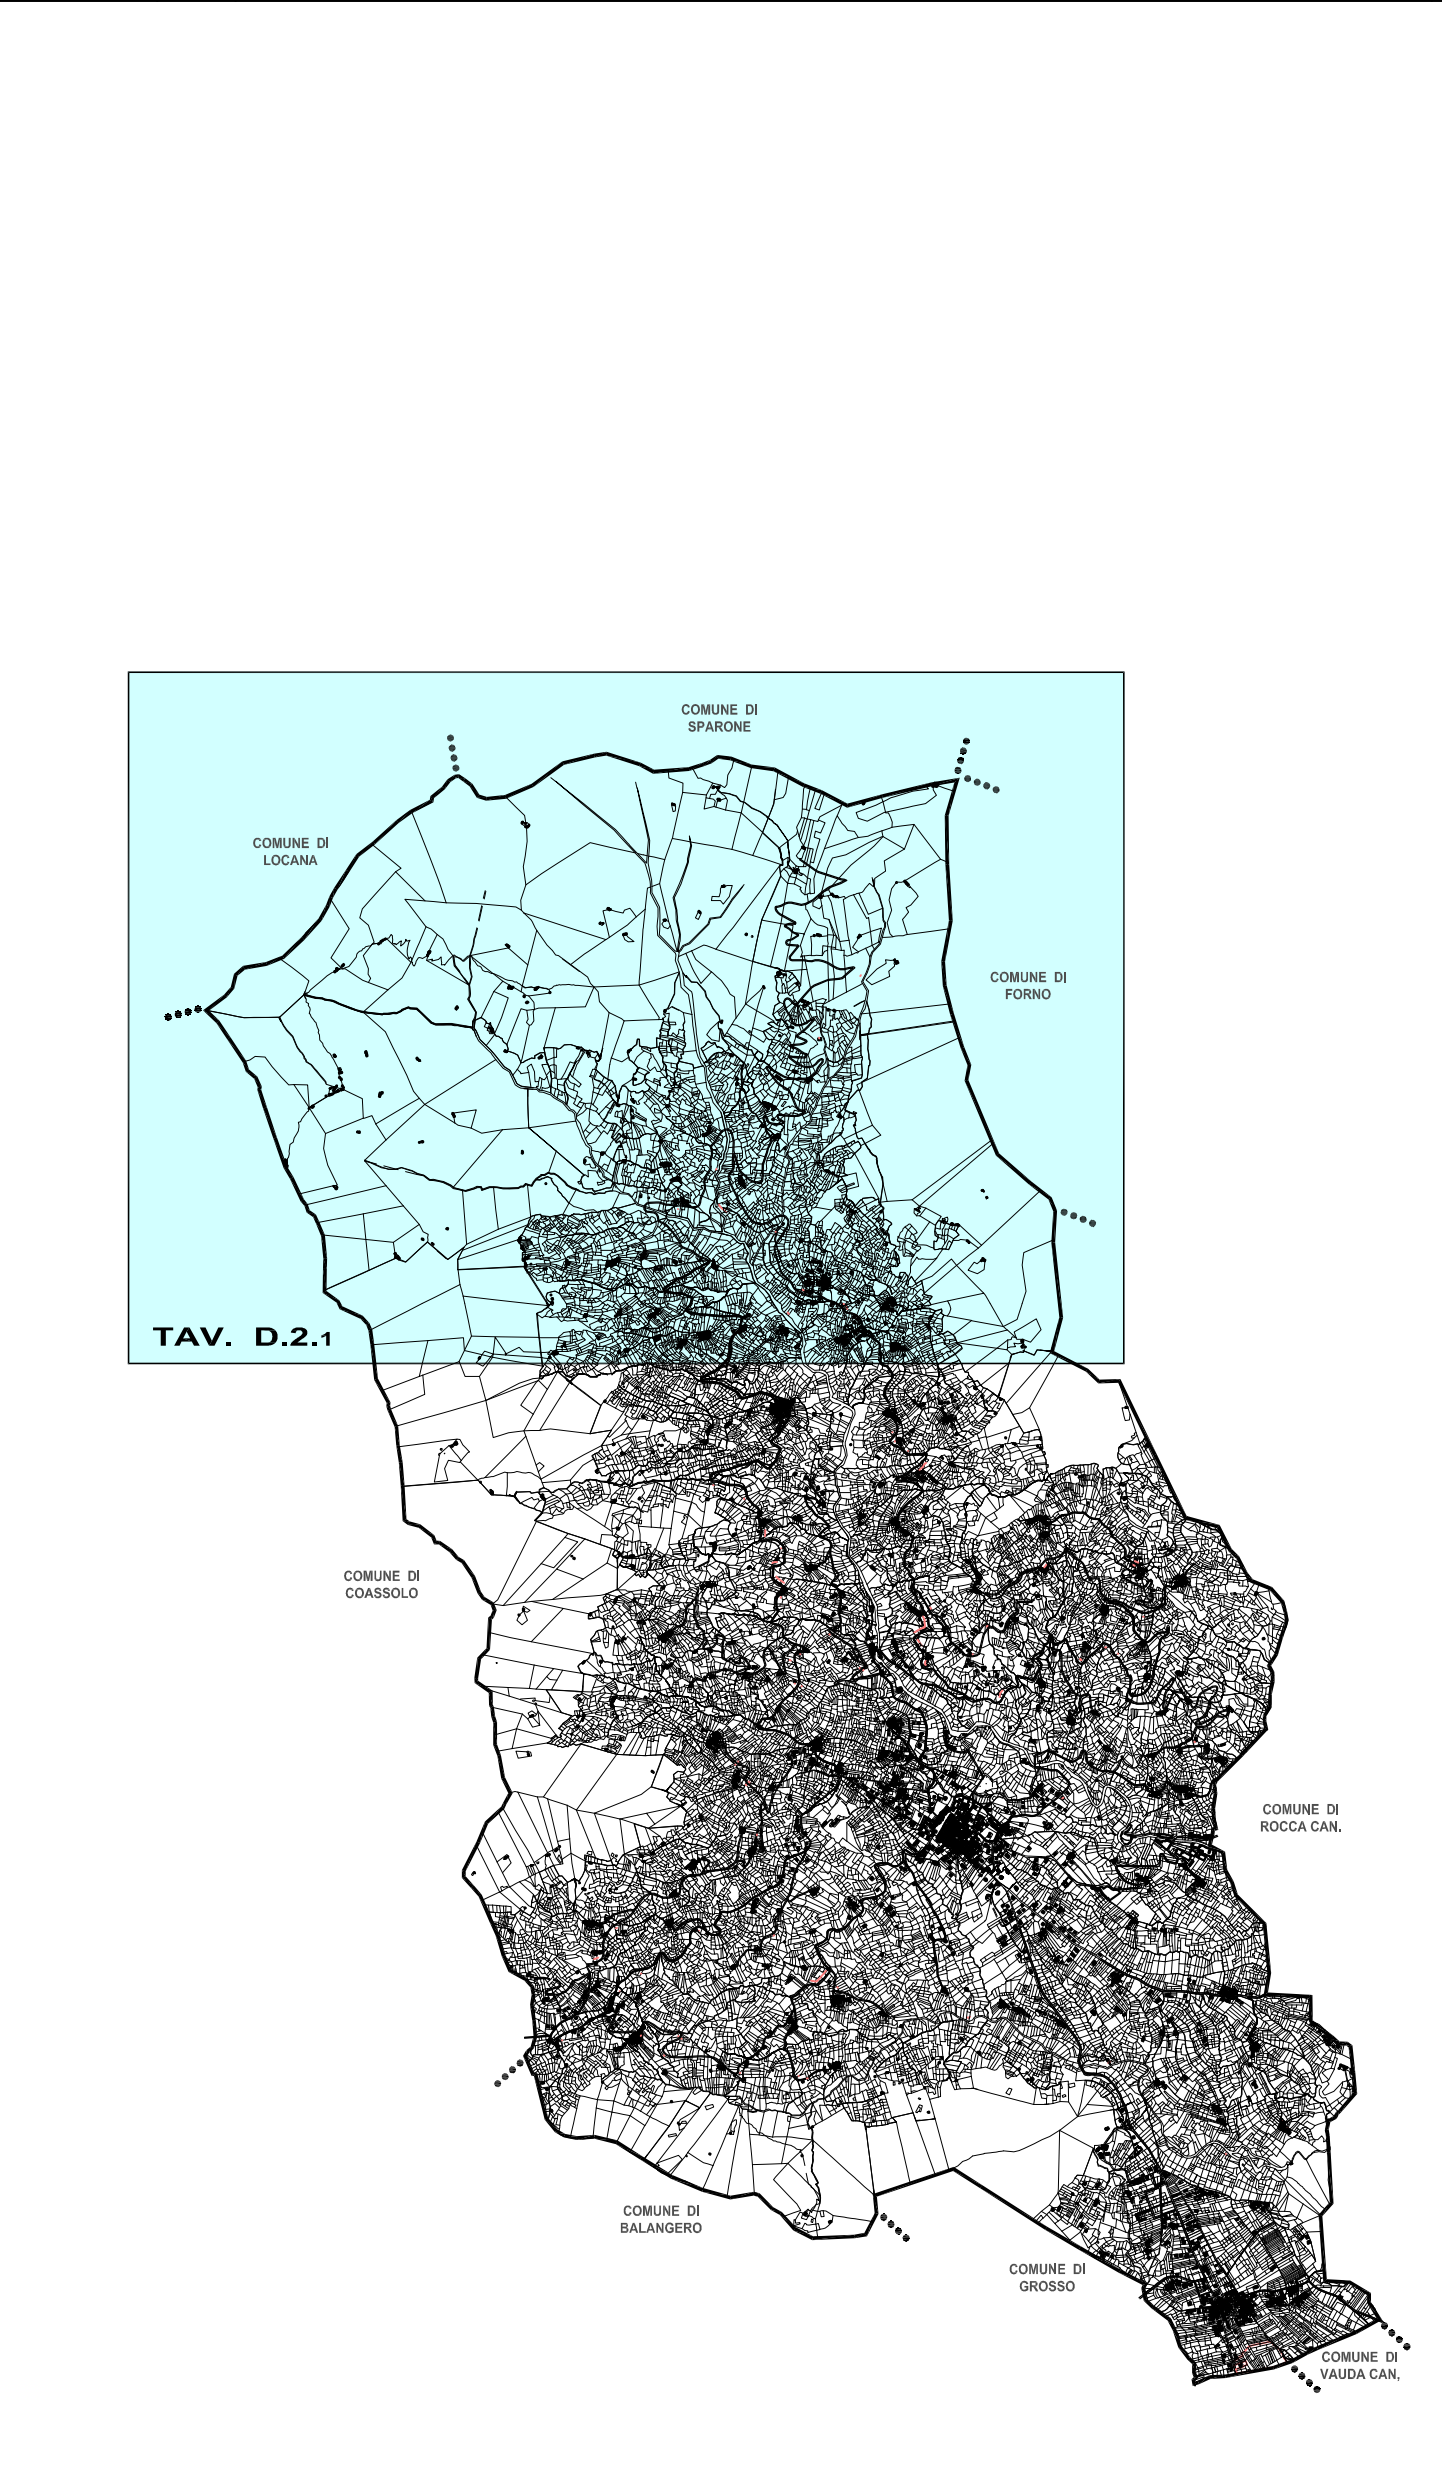 COMUNE DI
SPARONE
COMUNE DI
LOCANA
COMUNE DI
FORNO
TAV. D.2.1
COMUNE DI
COASSOLO
COMUNE DI
ROCCA CAN.
COMUNE DI
BALANGERO
COMUNE DI
GROSSO
COMUNE DI
VAUDA CAN,